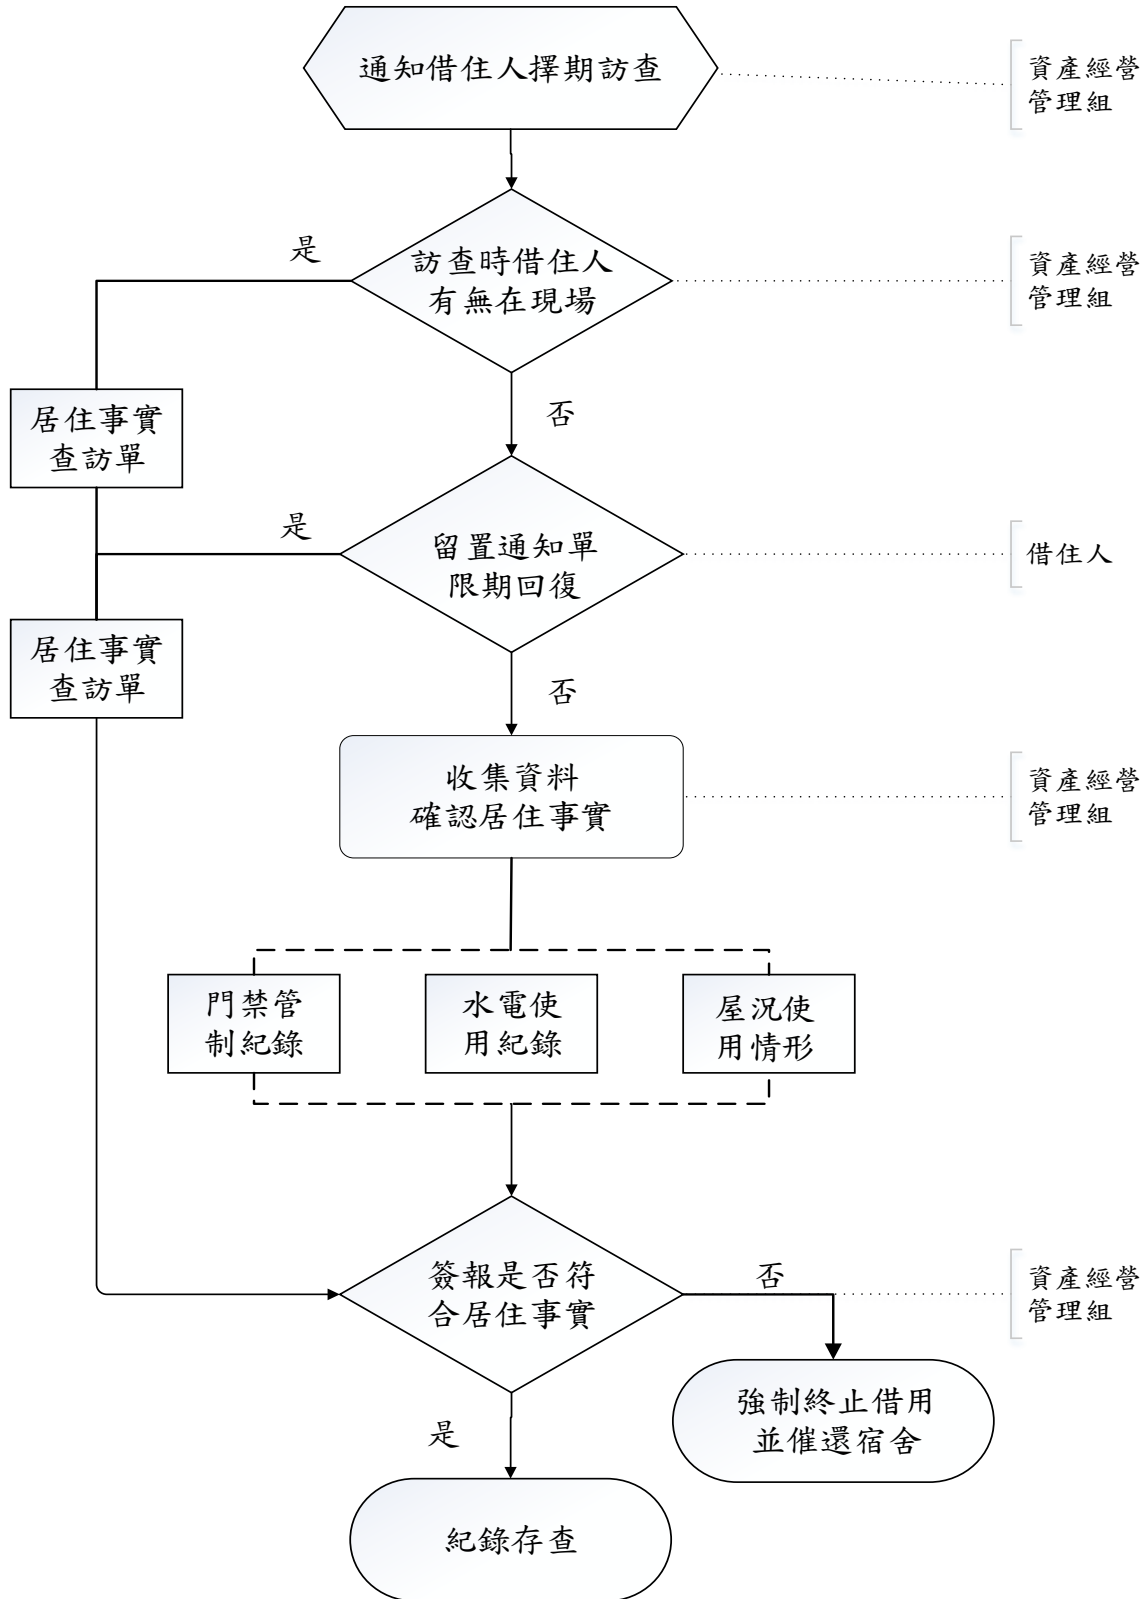 通知借住人擇期訪查
資產經營
管理組
是
訪查時借住人
有無在現場
資產經營
管理組
居住事實
查訪單
否
是
留置通知單
限期回復
借住人
居住事實
查訪單
否
收集資料
確認居住事實
資產經營
管理組
門禁管
制紀錄
水電使
用紀錄
屋況使
用情形
簽報是否符
合居住事實
否
資產經營
管理組
強制終止借用
並催還宿舍
是
紀錄存查